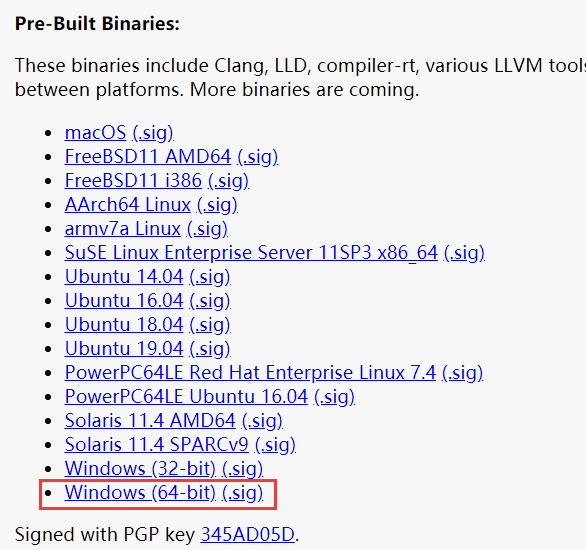 Pre-Built Binaries:
These binaries include Clang, LLD, compiler-rt, various LLVM tools
between platforms. More binaries are coming.
macOS (.sig)
FreeBSD11 AMD64 (.sig)
FreeBSD11 i386 (.sig)
AArch64 Linux (.sig)
armv7a Linux (.sig)
SuSE Linux Enterprise Server 11SP3 x86_64 (.sig)
Ubuntu 14.04 (.sig)
Ubuntu 16.04 (.sig)
Ubuntu 18.04 (.sig)
Ubuntu 19.04 (.sig)
PowerPC64LE Red Hat Enterprise Linux 7.4 (.sig)
PowerPC64LE Ubuntu 16.04 (.sig)
Solaris 11.4 AMD64 (.sig)
Solaris 11.4 SPARCv9 (.sig)
Windows (32-bit) (.sig)
Windows (64-bit) (.sig)
Signed with PGP key 345AD05D.